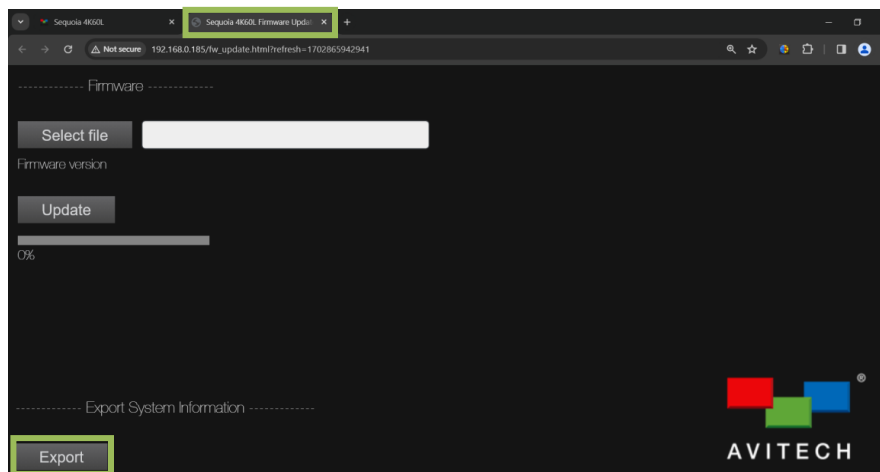 Sequoia 4K60L
Sequoia 4K60L Firmware Updat
Not secure 192.168.0.185/fw_update.html?refresh=1702865942941
------------- Firmware -------------
Select file
Firmware version
Update
0%
------------- Export System Information -------------
®
Export
AVITECH